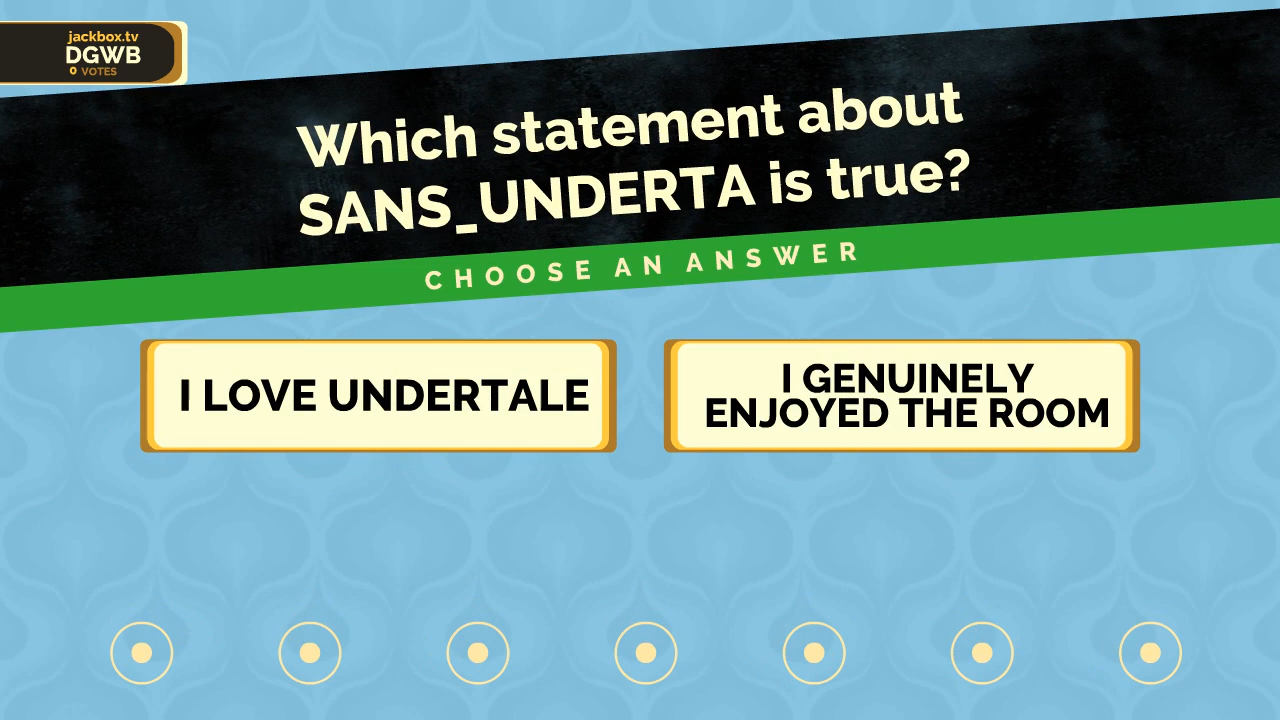 jackbox.tv
DGWB
0 VOTES
Which statement about
SANS_UNDERTA is true?
CHOOSE AN ANSWER
I LOVE UNDERTALE
I GENUINELY
ENJOYED THE ROOM